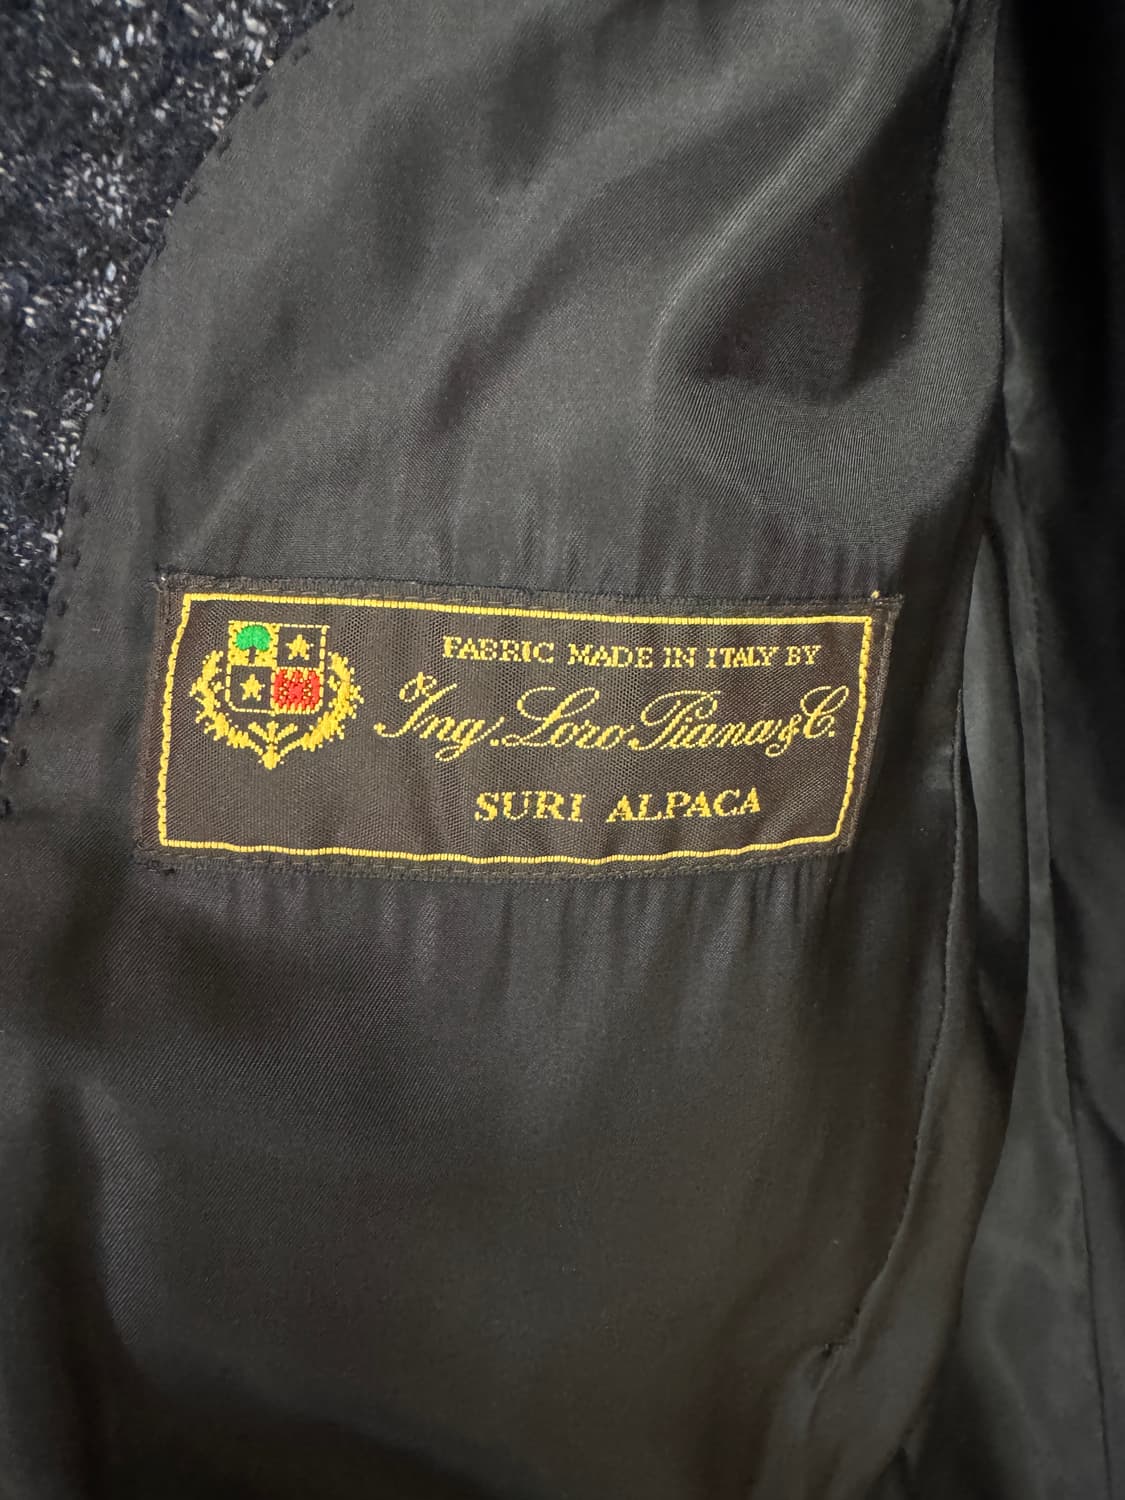 FABRIC MADE IN ITALY BY
Ing. Loro Piana & C.
SURI ALPACA